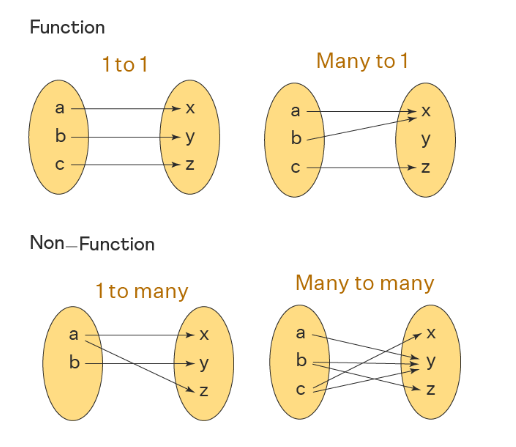 Function
1 to 1
Many to 1
a x
b y
c z
a x
b y
c z
Non-Function
1 to many
Many to many
a x
b y
z
a x
b y
c z